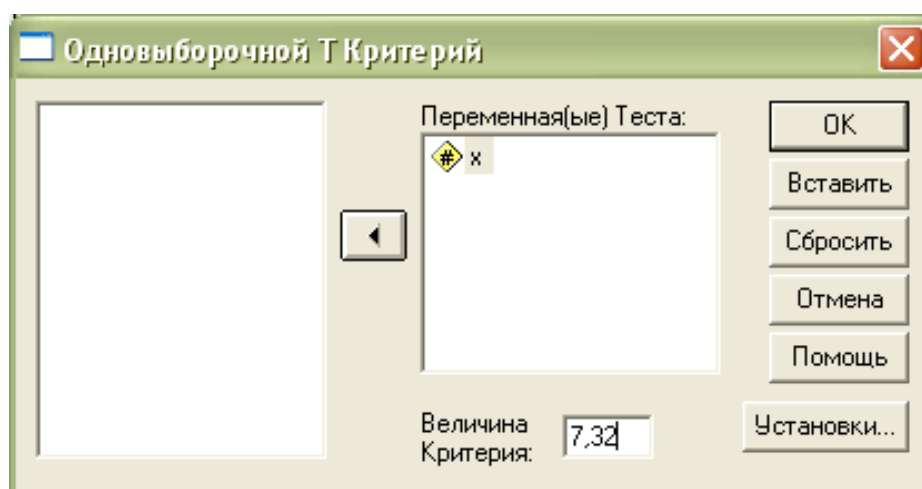 Одновыборочной Т Критерий
Переменная(ые) Теста:
# x
OK
Вставить
Сбросить
Отмена
Помощь
Величина
Критерия:
7,32
Установки...